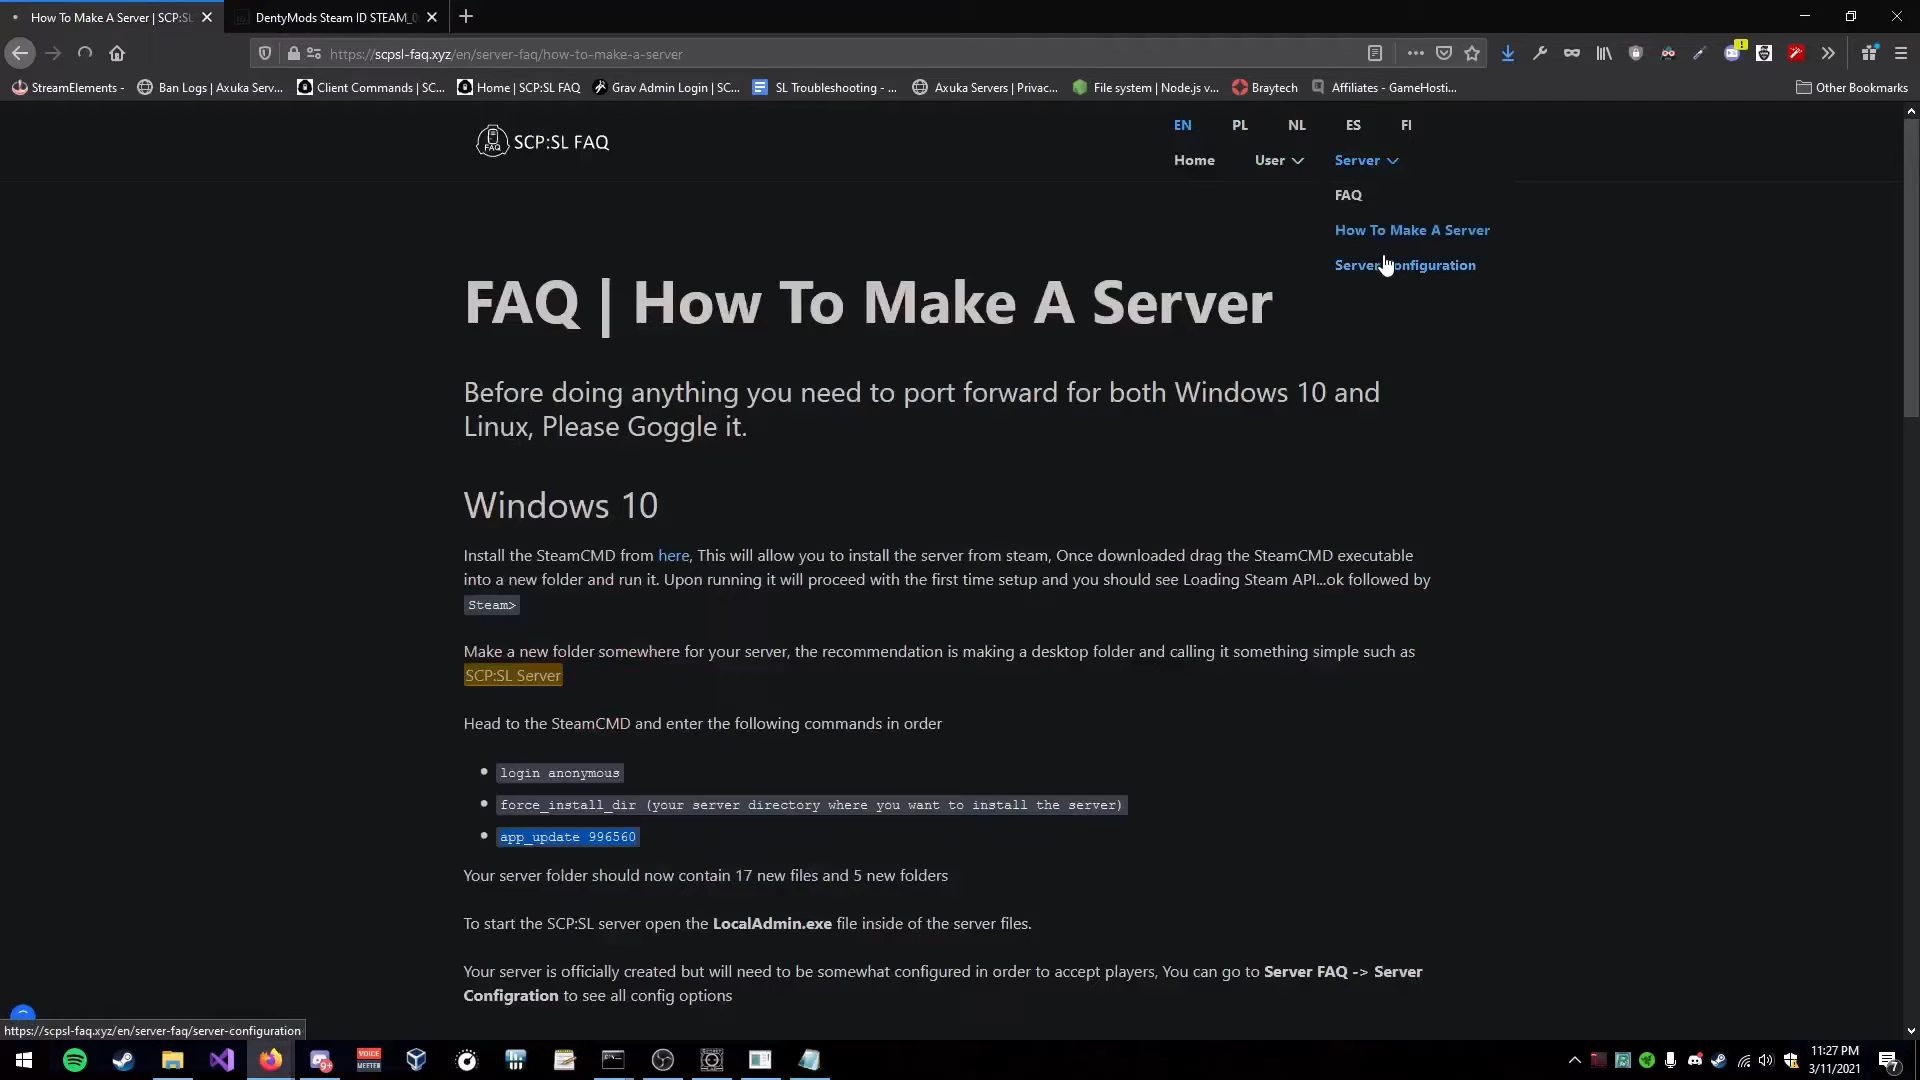 How To Make A Server | SCP:SL
DentyMods Steam ID STEAM_0
https://scpsl-faq.xyz/en/server-faq/how-to-make-a-server
StreamElements -
Ban Logs | Axuka Serv...
Client Commands | SC...
Home | SCP:SL FAQ
Grav Admin Login | SC...
SL Troubleshooting - ...
Axuka Servers | Privac...
File system | Node.js v...
Braytech
Affiliates - GameHosti...
Other Bookmarks
FAQ
SCP:SL FAQ
EN PL NL ES FI
Home User Server
FAQ
How To Make A Server
Server Configuration
FAQ | How To Make A Server
Before doing anything you need to port forward for both Windows 10 and
Linux, Please Goggle it.
Windows 10
Install the SteamCMD from here, This will allow you to install the server from steam, Once downloaded drag the SteamCMD executable
into a new folder and run it. Upon running it will proceed with the first time setup and you should see Loading Steam API...ok followed by
Steam>
Make a new folder somewhere for your server, the recommendation is making a desktop folder and calling it something simple such as
SCP:SL Server
Head to the SteamCMD and enter the following commands in order
login anonymous
force_install_dir (your server directory where you want to install the server)
app_update 996560
Your server folder should now contain 17 new files and 5 new folders
To start the SCP:SL server open the LocalAdmin.exe file inside of the server files.
Your server is officially created but will need to be somewhat configured in order to accept players, You can go to Server FAQ -> Server
Configration to see all config options
https://scpsl-faq.xyz/en/server-faq/server-configuration
9+
VOICE
MEETER
11:27 PM
3/11/2021
7